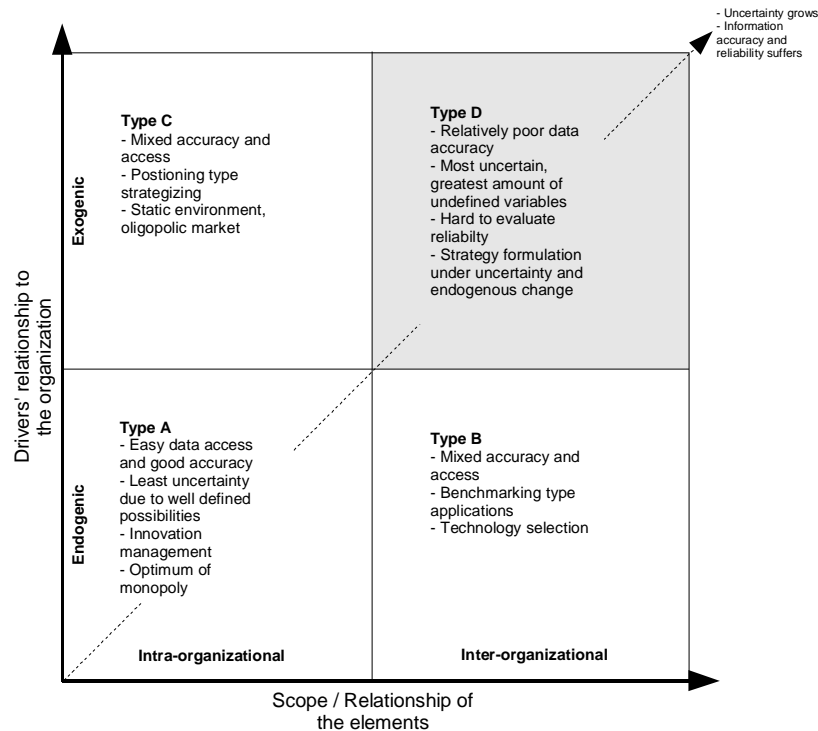 - Uncertainty grows
- Information
accuracy and
reliability suffers
Type C
- Mixed accuracy and
access
- Postioning type
strategizing
- Static environment,
oligopolic market
Type D
- Relatively poor data
accuracy
- Most uncertain,
greatest amount of
undefined variables
- Hard to evaluate
reliabilty
- Strategy formulation
under uncertainty and
endogenous change
Exogenic
Drivers' relationship to
the organization
Type A
- Easy data access
and good accuracy
- Least uncertainty
due to well defined
possibilities
- Innovation
management
- Optimum of
monopoly
Type B
- Mixed accuracy and
access
- Benchmarking type
applications
- Technology selection
Endogenic
Intra-organizational
Inter-organizational
Scope / Relationship of
the elements